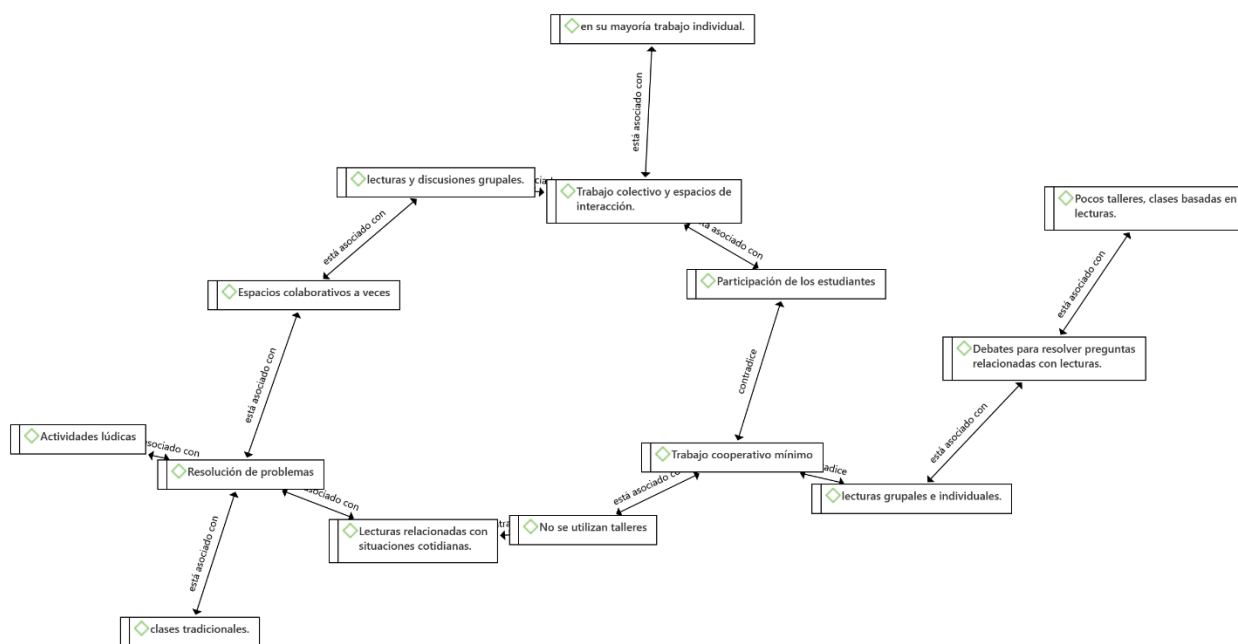 en su mayoría trabajo individual.
está asociado con
lecturas y discusiones grupales.
Trabajo colectivo y espacios de
interacción.
Pocos talleres, clases basadas en
lecturas.
está asociado con
asociado con
Espacios colaborativos a veces
Participación de los estudiantes
está asociado con
Debates para resolver preguntas
relacionadas con lecturas.
está asociado con
contradice
está asociado con
Actividades lúdicas
asociado con
Resolución de problemas
Trabajo cooperativo mínimo
asociado con
está asociado
lecturas grupales e individuales.
Lecturas relacionadas con
situaciones cotidianas.
No se utilizan talleres
está asociado con
clases tradicionales.